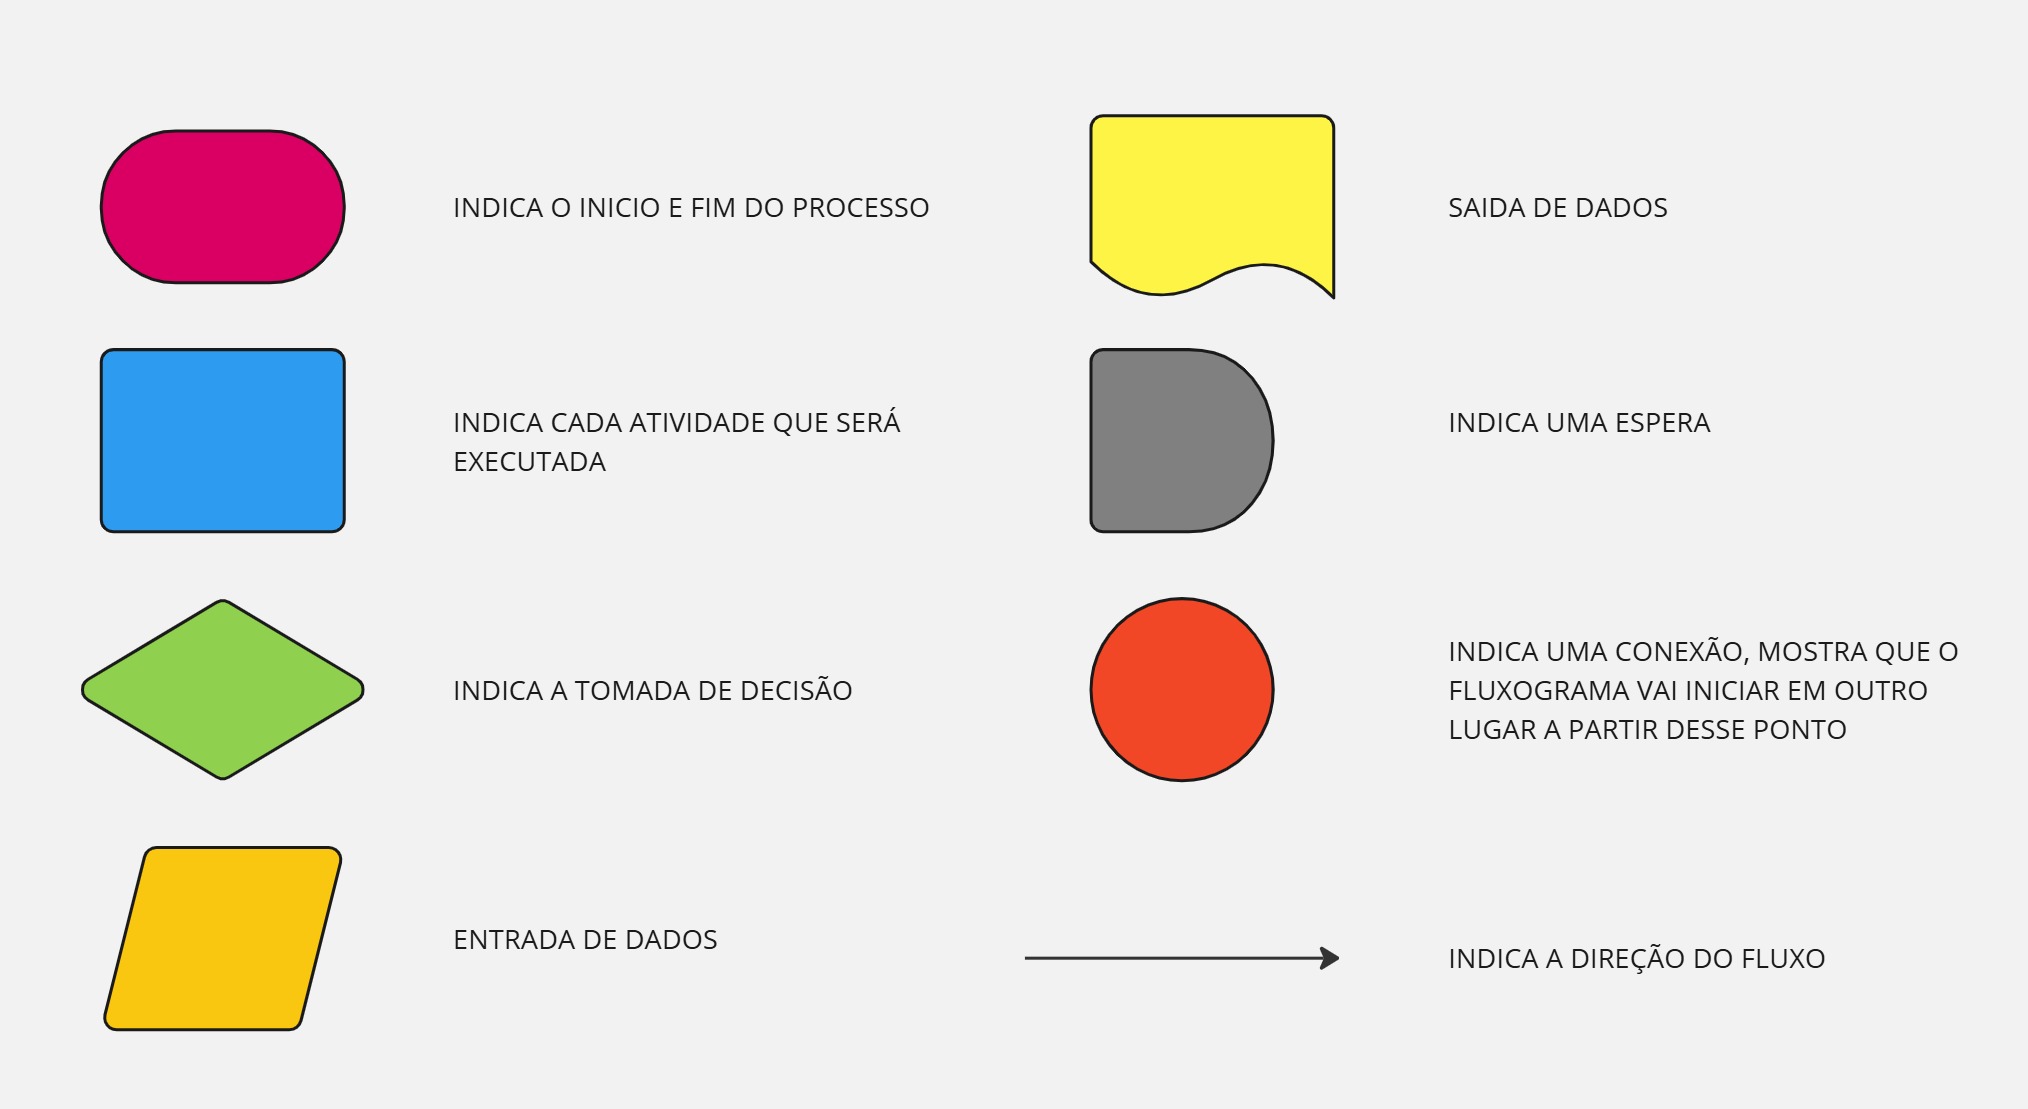 INDICA O INICIO E FIM DO PROCESSO
SAIDA DE DADOS
INDICA CADA ATIVIDADE QUE SERÁ
EXECUTADA
INDICA UMA ESPERA
INDICA A TOMADA DE DECISÃO
INDICA UMA CONEXÃO, MOSTRA QUE O
FLUXOGRAMA VAI INICIAR EM OUTRO
LUGAR A PARTIR DESSE PONTO
ENTRADA DE DADOS
INDICA A DIREÇÃO DO FLUXO